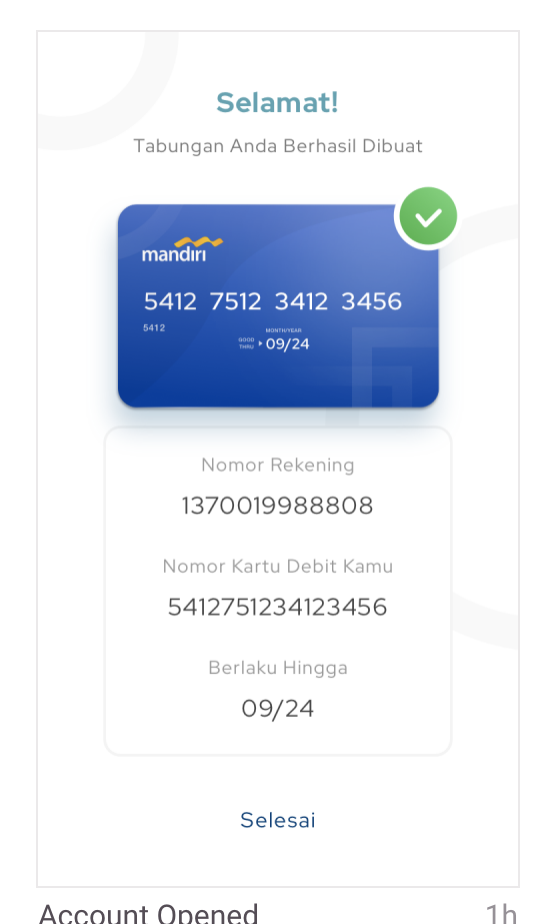 Selamat!
Tabungan Anda Berhasil Dibuat
mandırı
5412 7512 3412 3456
5412
MONTH/YEAR
GOOD
THRU
09/24
Nomor Rekening
1370019988808
Nomor Kartu Debit Kamu
5412751234123456
Berlaku Hingga
09/24
Selesai
Account Opened 1h